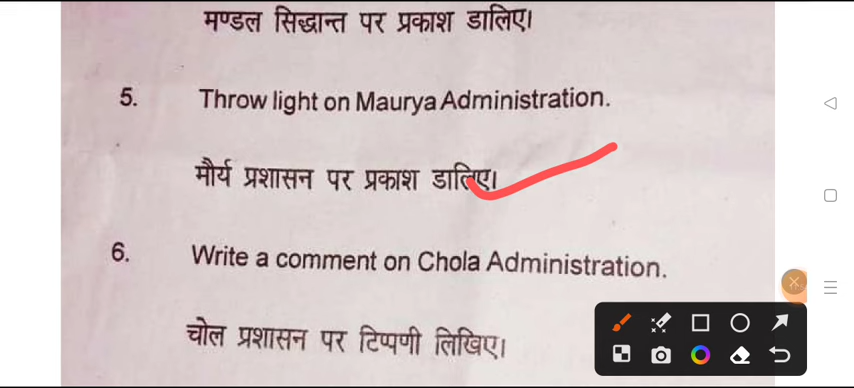 मण्डल सिद्धान्त पर प्रकाश डालिए।
5. Throw light on Maurya Administration.
मौर्य प्रशासन पर प्रकाश डालिए।
6. Write a comment on Chola Administration.
चोल प्रशासन पर टिप्पणी लिखिए।